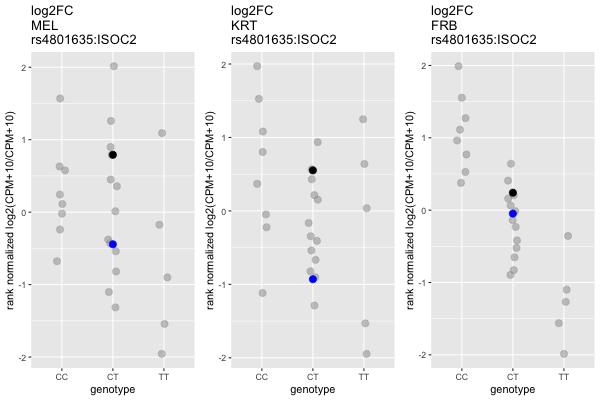 log2FC
MEL
rs4801635:ISOC2
rank normalized log2(CPM+10/CPM+10)
2
1
0
-1
-2
CC
CT
TT
genotype
log2FC
KRT
rs4801635:ISOC2
rank normalized log2(CPM+10/CPM+10)
2
1
0
-1
-2
CC
CT
TT
genotype
log2FC
FRB
rs4801635:ISOC2
rank normalized log2(CPM+10/CPM+10)
2
1
0
-1
-2
CC
CT
TT
genotype